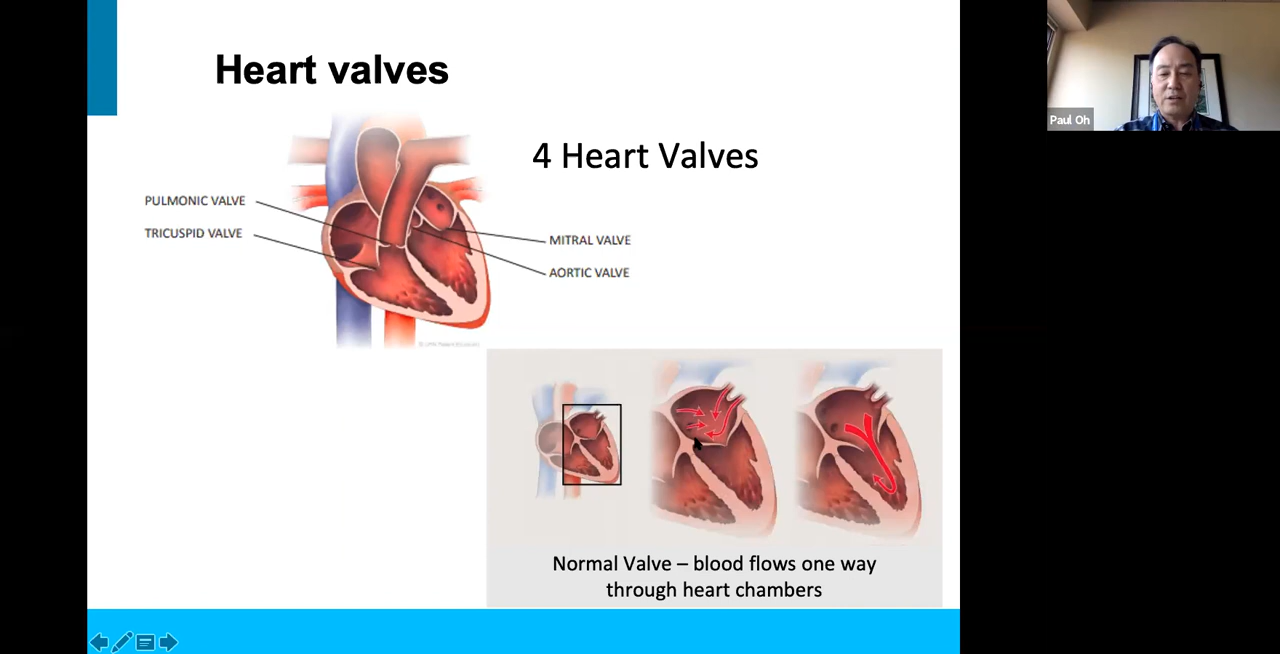 Heart valves
4 Heart Valves
PULMONIC VALVE
TRICUSPID VALVE
MITRAL VALVE
AORTIC VALVE
Normal Valve – blood flows one way
through heart chambers
Paul Oh